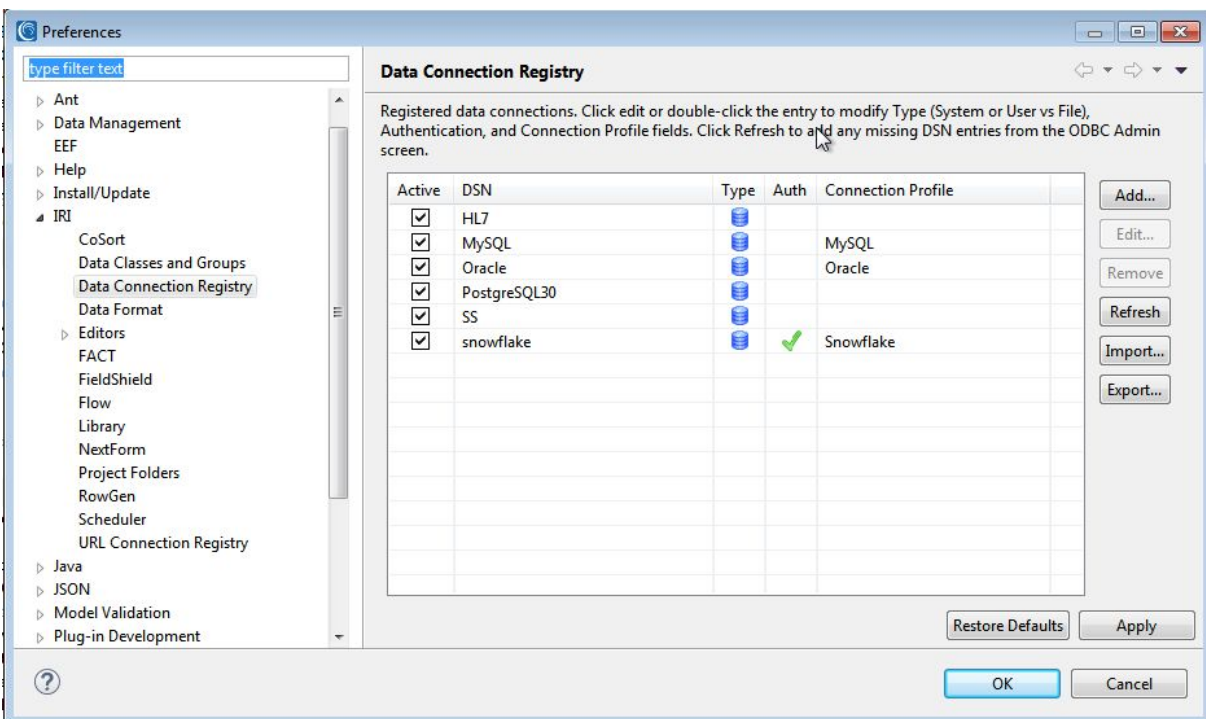 Preferences
type filter text
Ant
Data Management
EEF
Help
Install/Update
IRI
CoSort
Data Classes and Groups
Data Connection Registry
Data Format
Editors
FACT
FieldShield
Flow
Library
NextForm
Project Folders
RowGen
Scheduler
URL Connection Registry
Java
JSON
Model Validation
Plug-in Development
Data Connection Registry
Registered data connections. Click edit or double-click the entry to modify Type (System or User vs File),
Authentication, and Connection Profile fields. Click Refresh to add any missing DSN entries from the ODBC Admin
screen.
Active DSN Type Auth Connection Profile
HL7
MySQL MySQL
Oracle Oracle
PostgreSQL30
SS
snowflake Snowflake
Add...
Edit...
Remove
Refresh
Import...
Export...
Restore Defaults Apply
OK Cancel